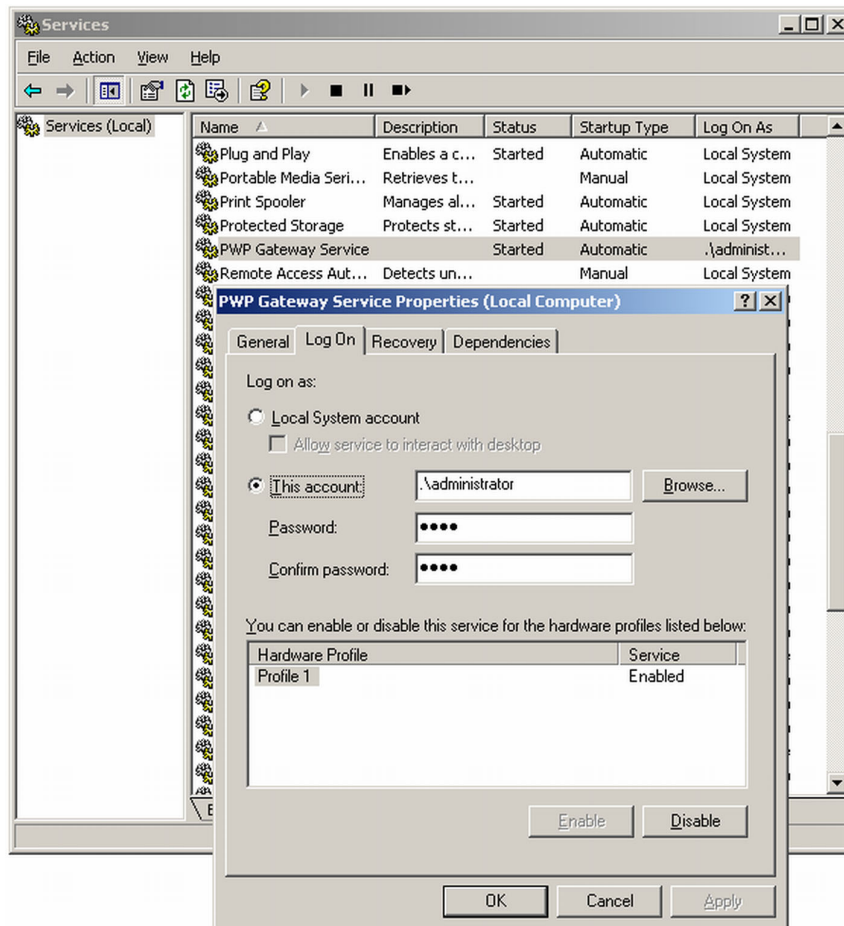 Services
File Action View Help
Services (Local)
Name Description Status Startup Type Log On As
Plug and Play Enables a c... Started Automatic Local System
Portable Media Seri... Retrieves t... Manual Local System
Print Spooler Manages al... Started Automatic Local System
Protected Storage Protects st... Started Automatic Local System
PWP Gateway Service Started Automatic .\administ...
Remote Access Aut... Detects un... Manual Local System
PWP Gateway Service Properties (Local Computer)
General Log On Recovery Dependencies
Log on as:
Local System account
Allow service to interact with desktop
This account: .\administrator Browse...
Password: ••••
Confirm password: ••••
You can enable or disable this service for the hardware profiles listed below:
Hardware Profile Service
Profile 1 Enabled
Enable Disable
OK Cancel Apply